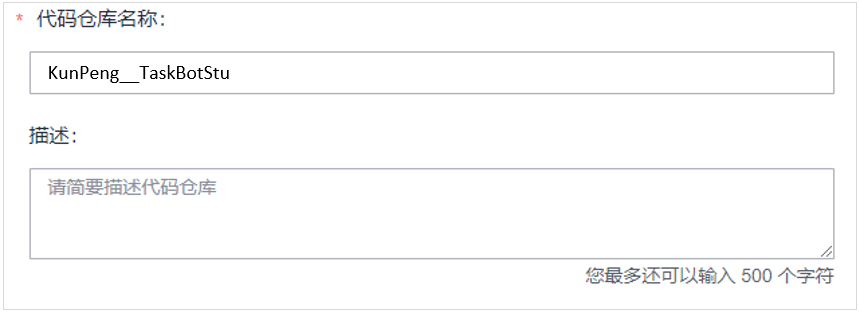 * 代码仓库名称:
KunPeng__TaskBotStu
描述:
请简要描述代码仓库
您最多还可以输入 500 个字符